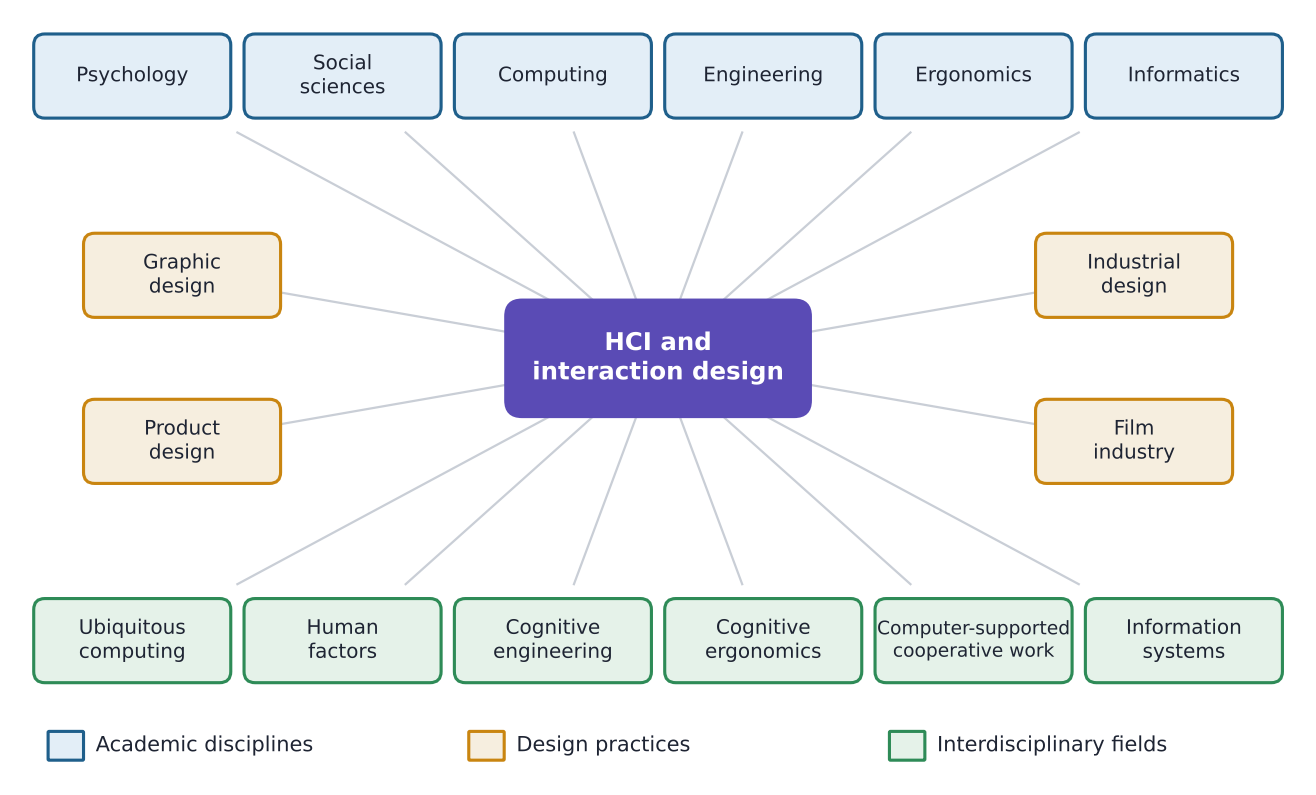 Psychology
Social
sciences
Computing
Engineering
Ergonomics
Informatics
Graphic
design
Industrial
design
HCI and
interaction design
Product
design
Film
industry
Ubiquitous
computing
Human
factors
Cognitive
engineering
Cognitive
ergonomics
Computer-supported
cooperative work
Information
systems
Academic disciplines
Design practices
Interdisciplinary fields